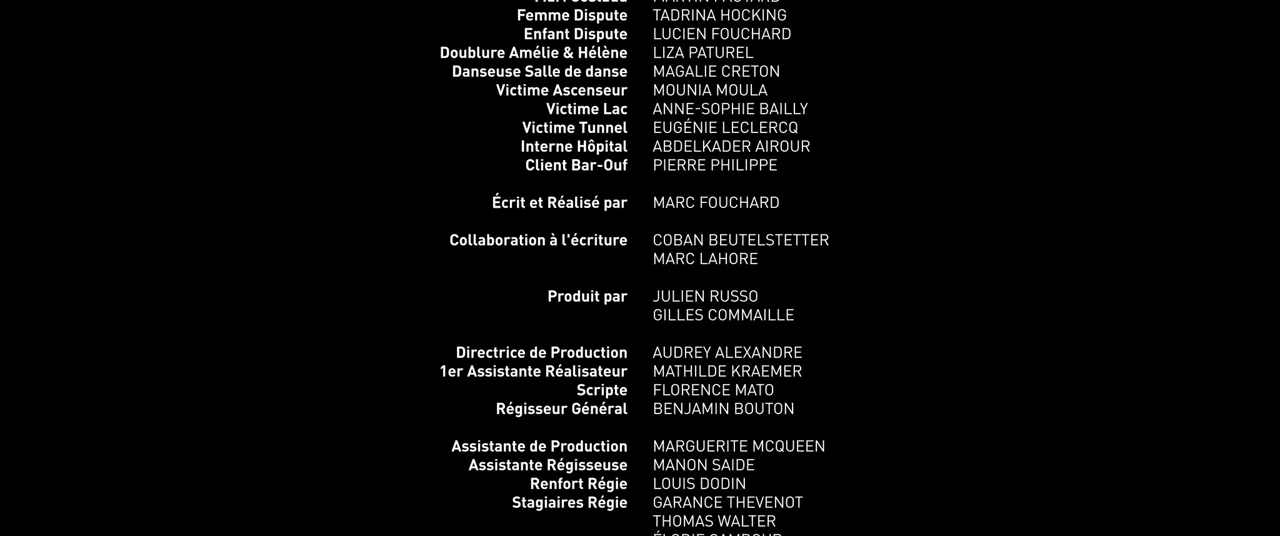 Femme Dispute TADRINA HOCKING
Enfant Dispute LUCIEN FOUCHARD
Doublure Amélie & Hélène LIZA PATUREL
Danseuse Salle de danse MAGALIE CRETON
Victime Ascenseur MOUNIA MOULA
Victime Lac ANNE-SOPHIE BAILLY
Victime Tunnel EUGÉNIE LECLERCQ
Interne Hôpital ABDELKADER AIROUR
Client Bar-Ouf PIERRE PHILIPPE
Écrit et Réalisé par MARC FOUCHARD
Collaboration à l'écriture COBAN BEUTELSTETTER
MARC LAHORE
Produit par JULIEN RUSSO
GILLES COMMAILLE
Directrice de Production AUDREY ALEXANDRE
1er Assistante Réalisateur MATHILDE KRAEMER
Scripte FLORENCE MATO
Régisseur Général BENJAMIN BOUTON
Assistante de Production MARGUERITE MCQUEEN
Assistante Régisseuse MANON SAIDE
Renfort Régie LOUIS DODIN
Stagiaires Régie GARANCE THEVENOT
THOMAS WALTER